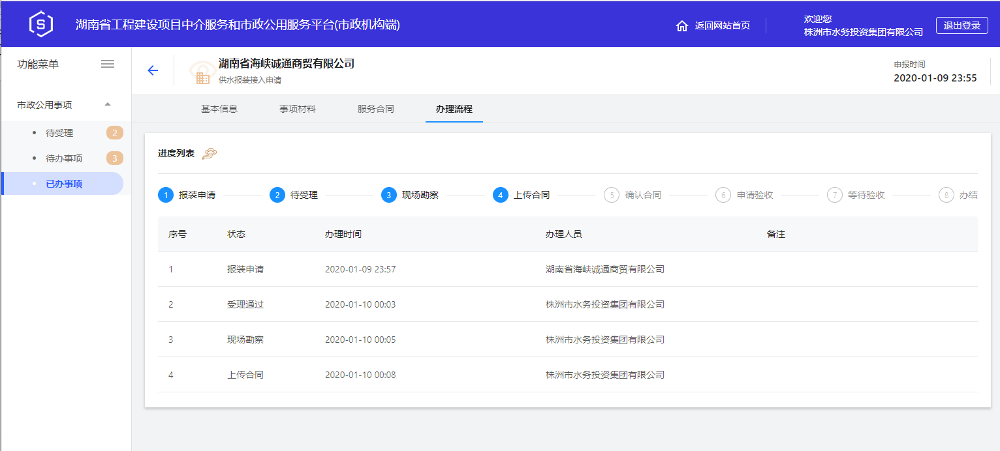 S
湖南省工程建设项目中介服务和市政公用服务平台(市政机构端)
返回网站首页
欢迎您
株洲市水务投资集团有限公司
退出登录
功能菜单
市政公用事项
待受理 2
待办事项 3
已办事项
湖南省海峡诚通商贸有限公司
供水报装接入申请
申报时间
2020-01-09 23:55
基本信息 事项材料 服务合同 办理流程
进度列表
1 报装申请 2 待受理 3 现场勘察 4 上传合同 5 确认合同 6 申请验收 7 等待验收 8 办结
序号 状态 办理时间 办理人员 备注
1 报装申请 2020-01-09 23:57 湖南省海峡诚通商贸有限公司
2 受理通过 2020-01-10 00:03 株洲市水务投资集团有限公司
3 现场勘察 2020-01-10 00:05 株洲市水务投资集团有限公司
4 上传合同 2020-01-10 00:08 株洲市水务投资集团有限公司